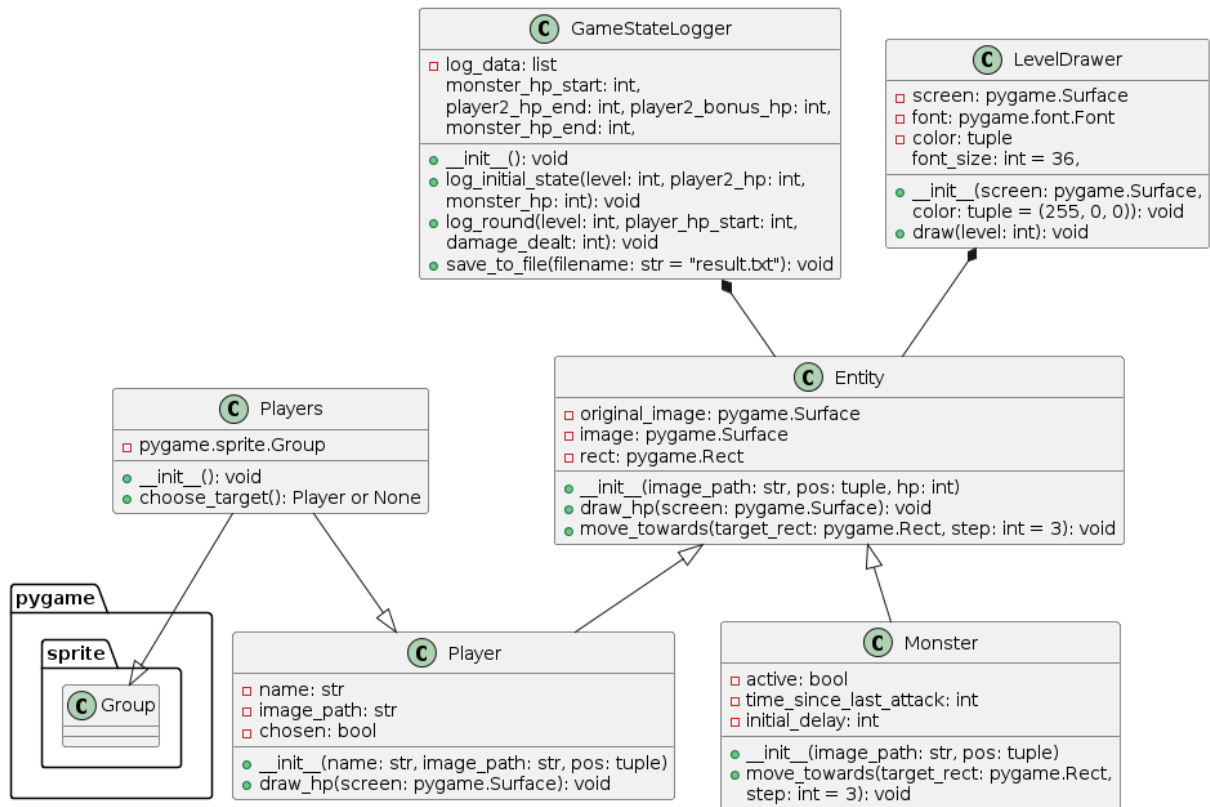 C GameStateLogger
log_data: list
monster_hp_start: int,
player2_hp_end: int, player2_bonus_hp: int,
monster_hp_end: int,
__init__(): void
log_initial_state(level: int, player2_hp: int,
monster_hp: int): void
log_round(level: int, player_hp_start: int,
damage_dealt: int): void
save_to_file(filename: str = "result.txt"): void
C LevelDrawer
screen: pygame.Surface
font: pygame.font.Font
color: tuple
font_size: int = 36,
__init__(screen: pygame.Surface,
color: tuple = (255, 0, 0)): void
draw(level: int): void
C Players
pygame.sprite.Group
__init__(): void
choose_target(): Player or None
C Entity
original_image: pygame.Surface
image: pygame.Surface
rect: pygame.Rect
__init__(image_path: str, pos: tuple, hp: int)
draw_hp(screen: pygame.Surface): void
move_towards(target_rect: pygame.Rect, step: int = 3): void
pygame
sprite
C Group
C Player
name: str
image_path: str
chosen: bool
__init__(name: str, image_path: str, pos: tuple)
draw_hp(screen: pygame.Surface): void
C Monster
active: bool
time_since_last_attack: int
initial_delay: int
__init__(image_path: str, pos: tuple)
move_towards(target_rect: pygame.Rect,
step: int = 3): void